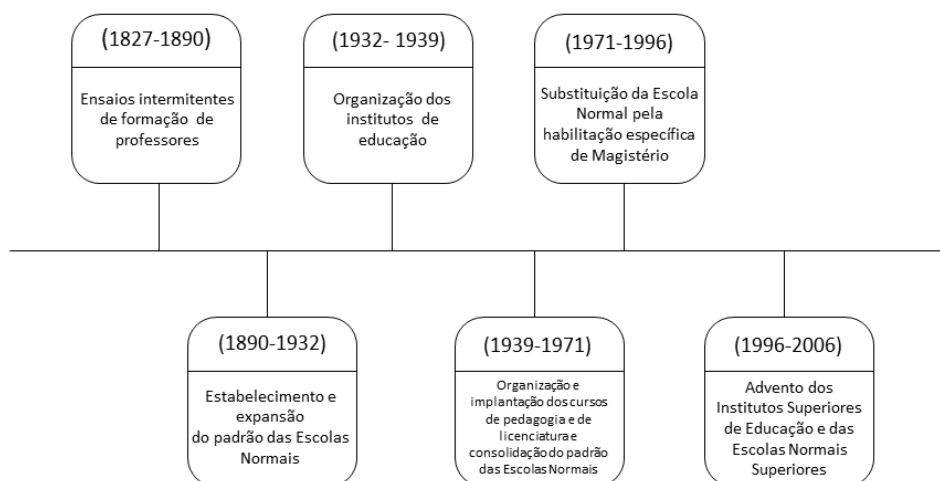 (1827-1890)
Ensaios intermitentes
de formação de
professores
(1932- 1939)
Organização dos
institutos de
educação
(1971-1996)
Substituição da Escola
Normal pela
habilitação específica
de Magistério
(1890-1932)
Estabelecimento e
expansão
do padrão das Escolas
Normais
(1939-1971)
Organização e
implantação dos cursos
de pedagogia e de
licenciatura e
consolidação do padrão
das Escolas Normais
(1996-2006)
Advento dos
Institutos Superiores
de Educação e das
Escolas Normais
Superiores